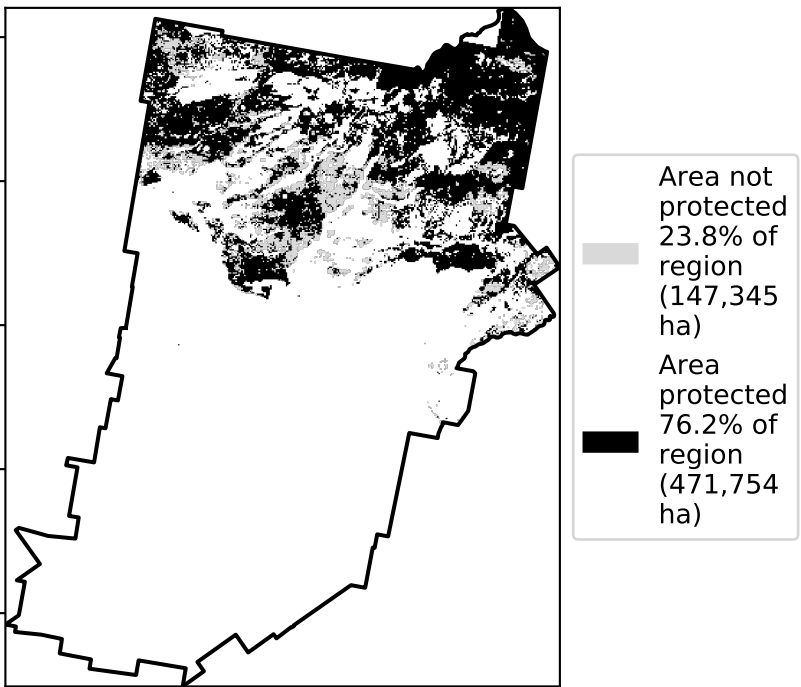 Area not
protected
23.8% of
region
(147,345
ha)
Area
protected
76.2% of
region
(471,754
ha)